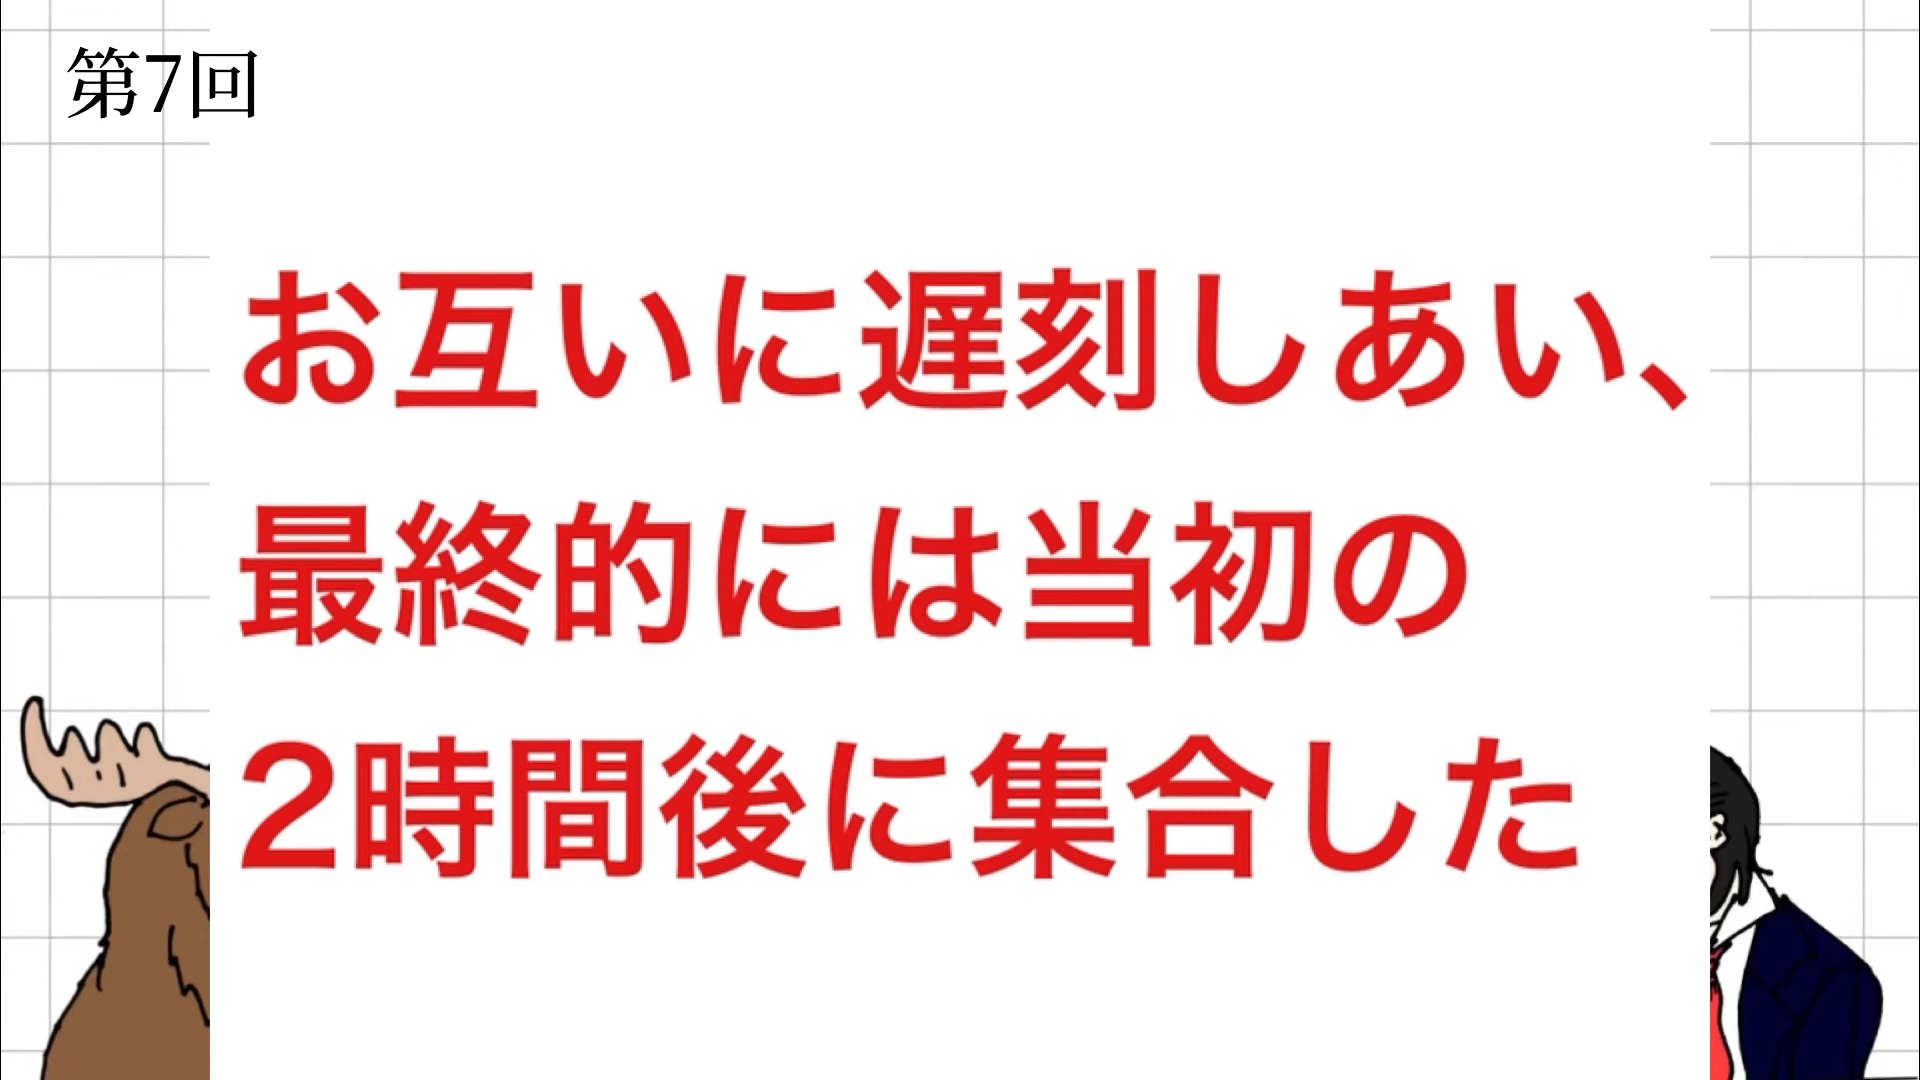 第7回
お互いに遅刻しあい、
最終的には当初の
2時間後に集合した